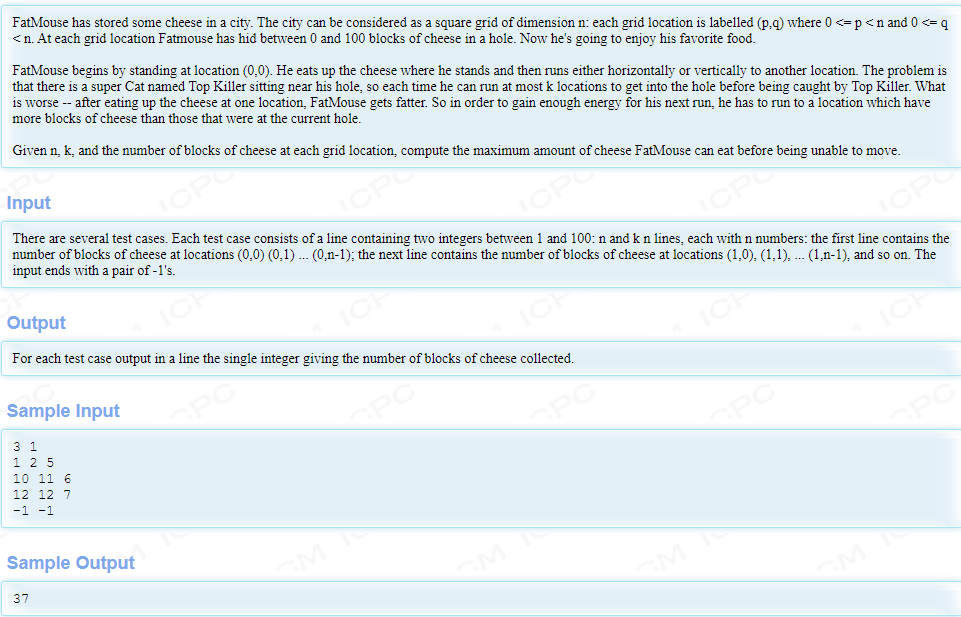 FatMouse has stored some cheese in a city. The city can be considered as a square grid of dimension n: each grid location is labelled (p,q) where 0 <= p < n and 0 <= q
< n. At each grid location Fatmouse has hid between 0 and 100 blocks of cheese in a hole. Now he's going to enjoy his favorite food.
FatMouse begins by standing at location (0,0). He eats up the cheese where he stands and then runs either horizontally or vertically to another location. The problem is
that there is a super Cat named Top Killer sitting near his hole, so each time he can run at most k locations to get into the hole before being caught by Top Killer. What
is worse -- after eating up the cheese at one location, FatMouse gets fatter. So in order to gain enough energy for his next run, he has to run to a location which have
more blocks of cheese than those that were at the current hole.
Given n, k, and the number of blocks of cheese at each grid location, compute the maximum amount of cheese FatMouse can eat before being unable to move.
Input
There are several test cases. Each test case consists of a line containing two integers between 1 and 100: n and k n lines, each with n numbers: the first line contains the
number of blocks of cheese at locations (0,0) (0,1) ... (0,n-1); the next line contains the number of blocks of cheese at locations (1,0), (1,1), ... (1,n-1), and so on. The
input ends with a pair of -1's.
Output
For each test case output in a line the single integer giving the number of blocks of cheese collected.
Sample Input
3 1
1 2 5
10 11 6
12 12 7
-1 -1
Sample Output
37